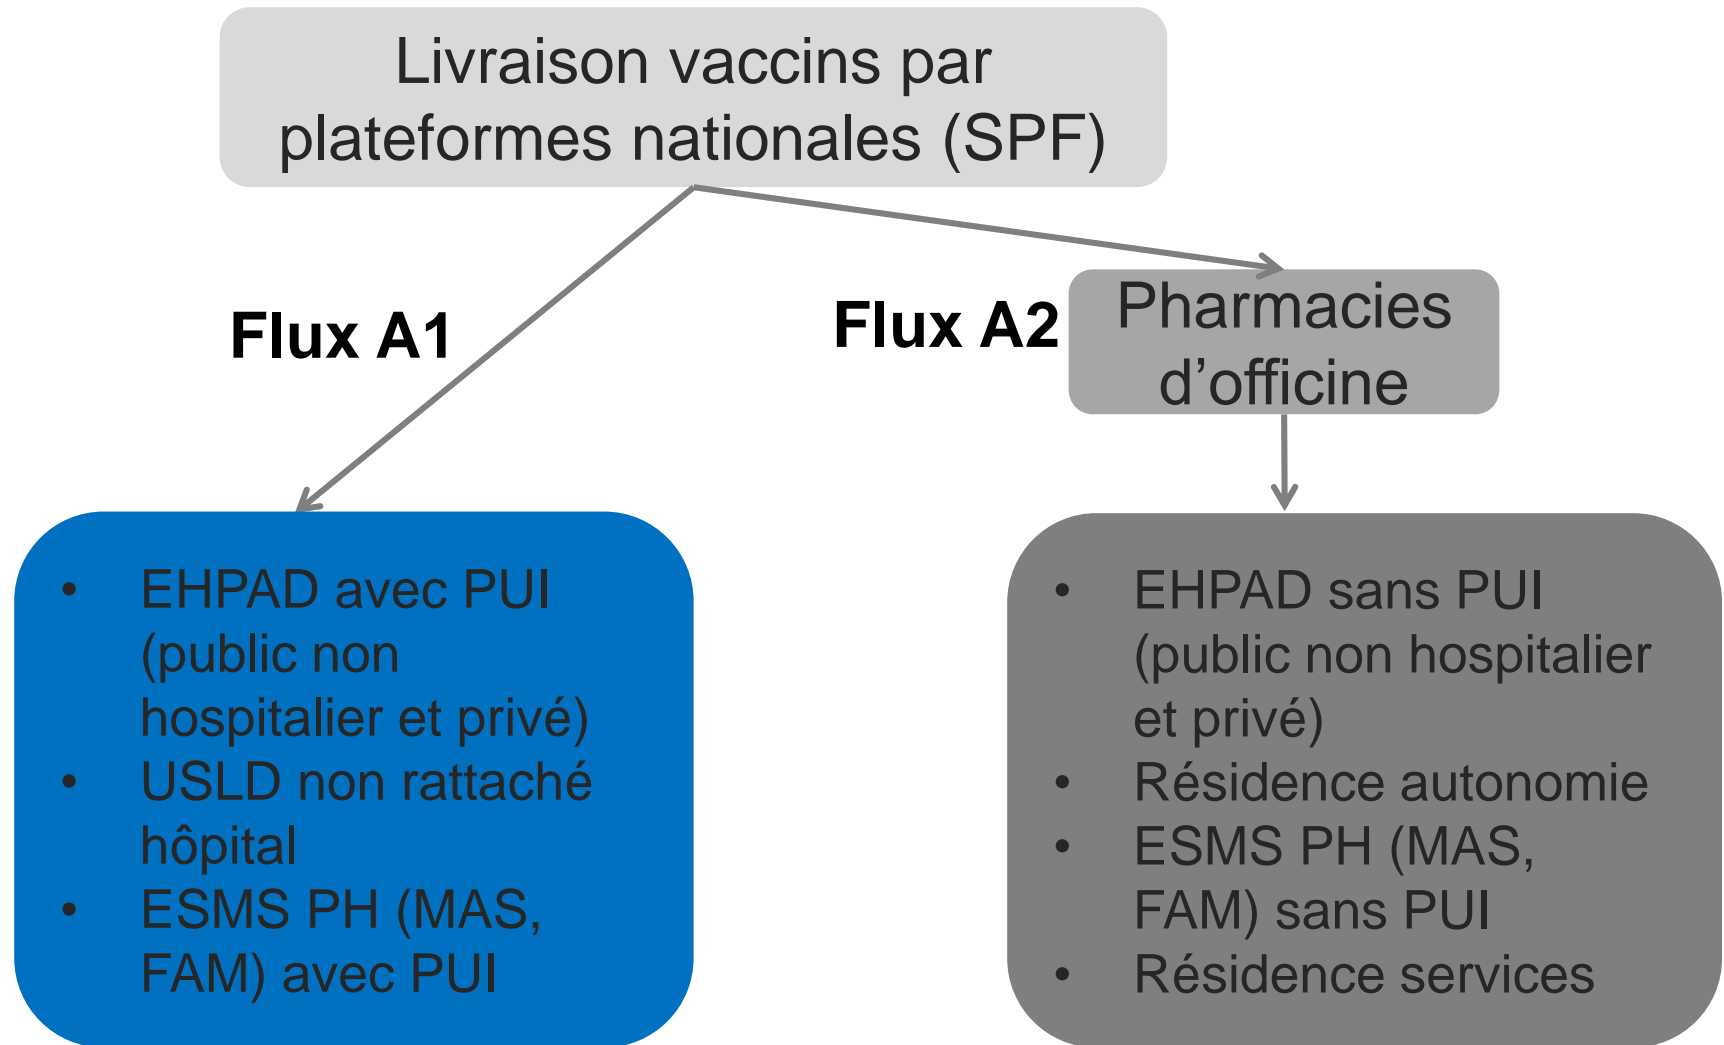 Livraison vaccins par
plateformes nationales (SPF)
Flux A1
Flux A2
Pharmacies
d’officine
• EHPAD avec PUI
(public non
hospitalier et privé)
• USLD non rattaché
hôpital
• ESMS PH (MAS,
FAM) avec PUI
• EHPAD sans PUI
(public non hospitalier
et privé)
• Résidence autonomie
• ESMS PH (MAS,
FAM) sans PUI
• Résidence services